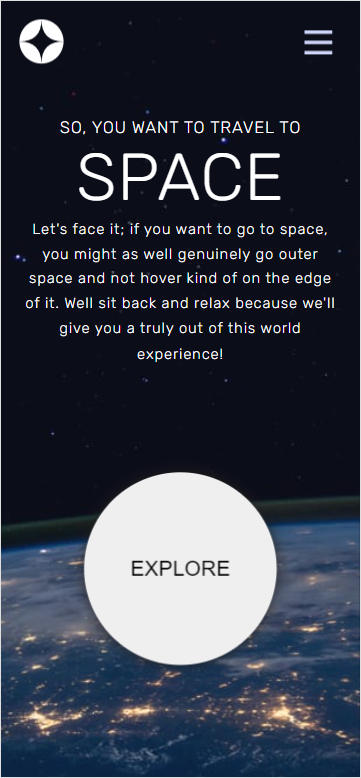 SO, YOU WANT TO TRAVEL TO
SPACE
Let's face it; if you want to go to space,
you might as well genuinely go outer
space and not hover kind of on the edge
of it. Well sit back and relax because we'll
give you a truly out of this world
experience!
EXPLORE